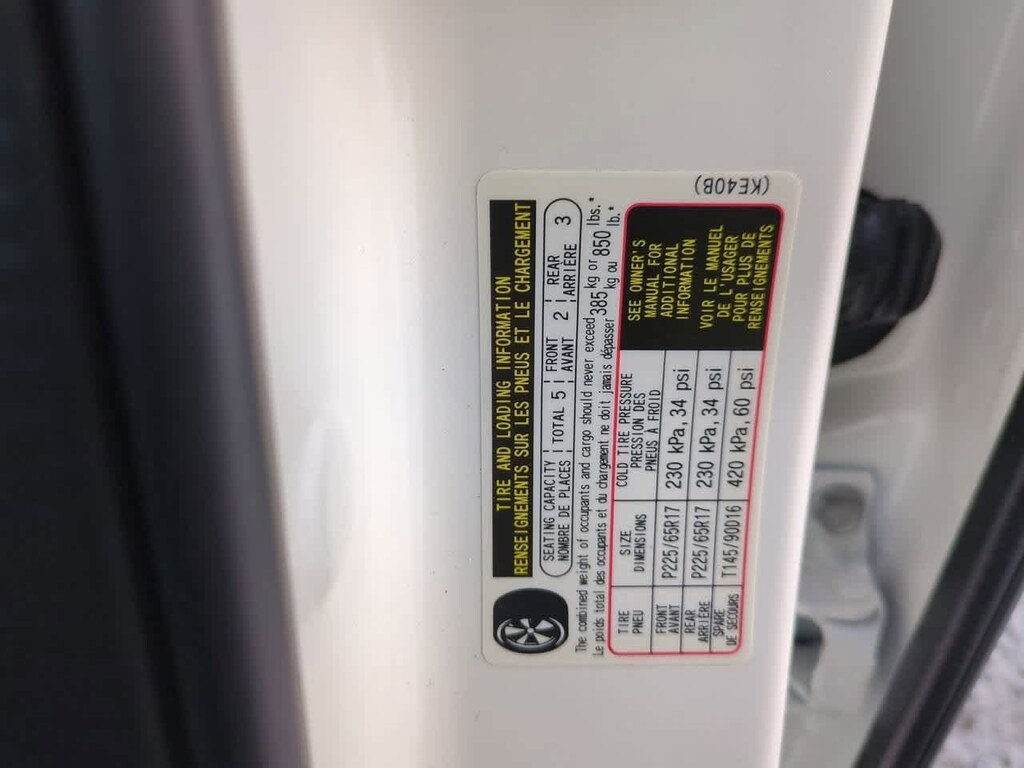 TIRE AND LOADING INFORMATION
RENSEIGNEMENTS SUR LES PNEUS ET LE CHARGEMENT
SEATING CAPACITY TOTAL 5 FRONT 2 REAR 3
NOMBRE DE PLACES AVANT ARRIÈRE
The combined weight of occupants and cargo should never exceed 385 kg or 850 lbs.*
Le poids total des occupants et du chargement ne doit jamais dépasser kg ou lb.*
TIRE SIZE COLD TIRE PRESSURE
PNEU DIMENSIONS PRESSION DES
PNEUS À FROID
FRONT
AVANT P225/65R17 230 kPa, 34 psi
REAR
ARRIÈRE P225/65R17 230 kPa, 34 psi
SPARE
DE SECOURS T145/90D16 420 kPa, 60 psi
SEE OWNER'S
MANUAL FOR
ADDITIONAL
INFORMATION
VOIR LE MANUEL
DE L'USAGER
POUR PLUS DE
RENSEIGNEMENTS
(KE40B)